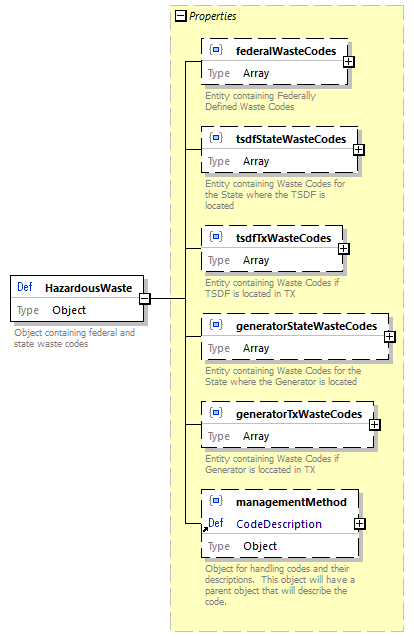 Properties
federalWasteCodes
Type Array
Entity containing Federally
Defined Waste Codes
tsdfStateWasteCodes
Type Array
Entity containing Waste Codes for
the State where the TSDF is
located
tsdfTxWasteCodes
Type Array
Entity containing Waste Codes if
TSDF is located in TX
Def HazardousWaste
Type Object
Object containing federal and
state waste codes
generatorStateWasteCodes
Type Array
Entity containing Waste Codes for the
State where the Generator is located
generatorTxWasteCodes
Type Array
Entity containing Waste Codes if
Generator is loccated in TX
managementMethod
Def CodeDescription
Type Object
Object for handling codes and their
descriptions. This object will have a
parent object that will describe the
code.